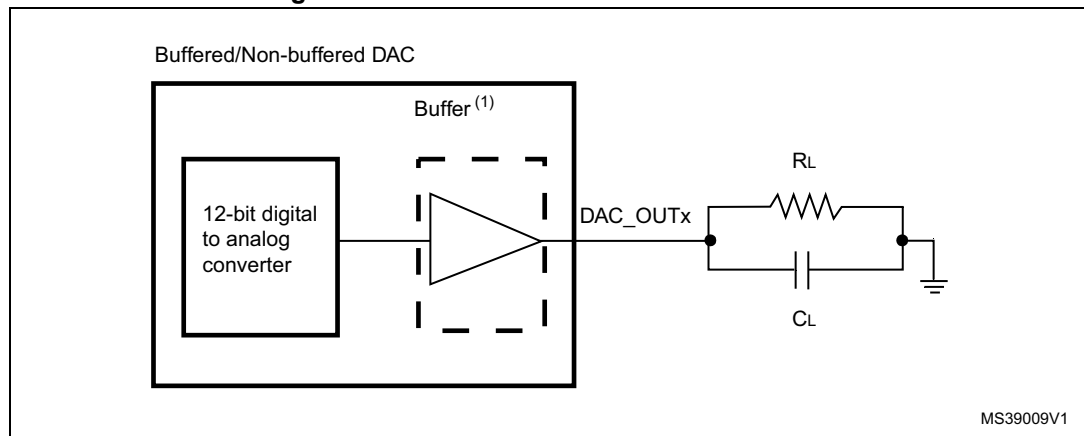 Buffered/Non-buffered DAC
Buffer (1)
12-bit digital
to analog
converter
DAC_OUTx
RL
CL
MS39009V1